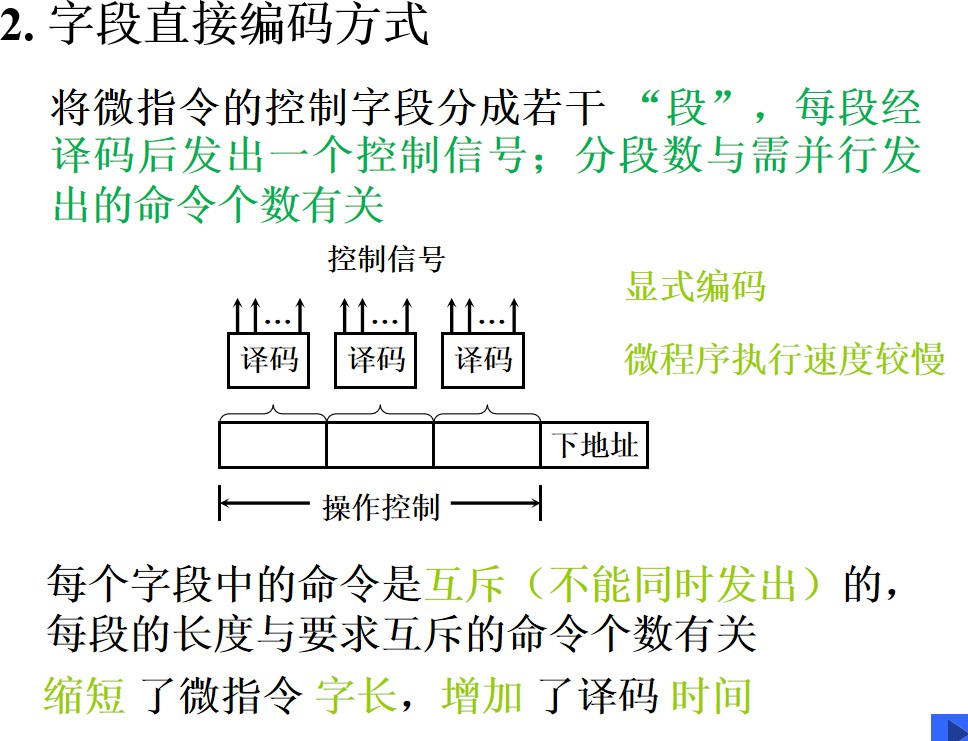 2. 字段直接编码方式
将微指令的控制字段分成若干 “段”，每段经
译码后发出一个控制信号；分段数与需并行发
出的命令个数有关
控制信号
显式编码
… … …
译码 译码 译码
微程序执行速度较慢
下地址
操作控制
每个字段中的命令是互斥（不能同时发出）的，
每段的长度与要求互斥的命令个数有关
缩短 了微指令 字长，增加 了译码 时间